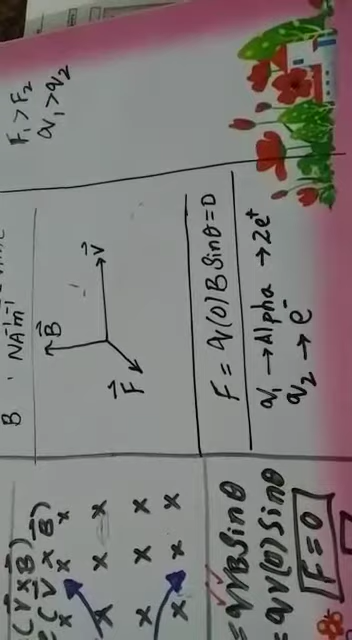 F₁ > F₂
q₁ > q₂
B : NA⁻¹m⁻¹
B⃗
V⃗
F⃗
F = q(0)B Sinθ = 0
q₁ → Alpha → 2e⁺
q₂ → e⁻
(V⃗ × B⃗)
= (V⃗ × B⃗)
x x x
x x x
x x x
x x x
= qVB Sinθ
qV(0) Sinθ
F = 0